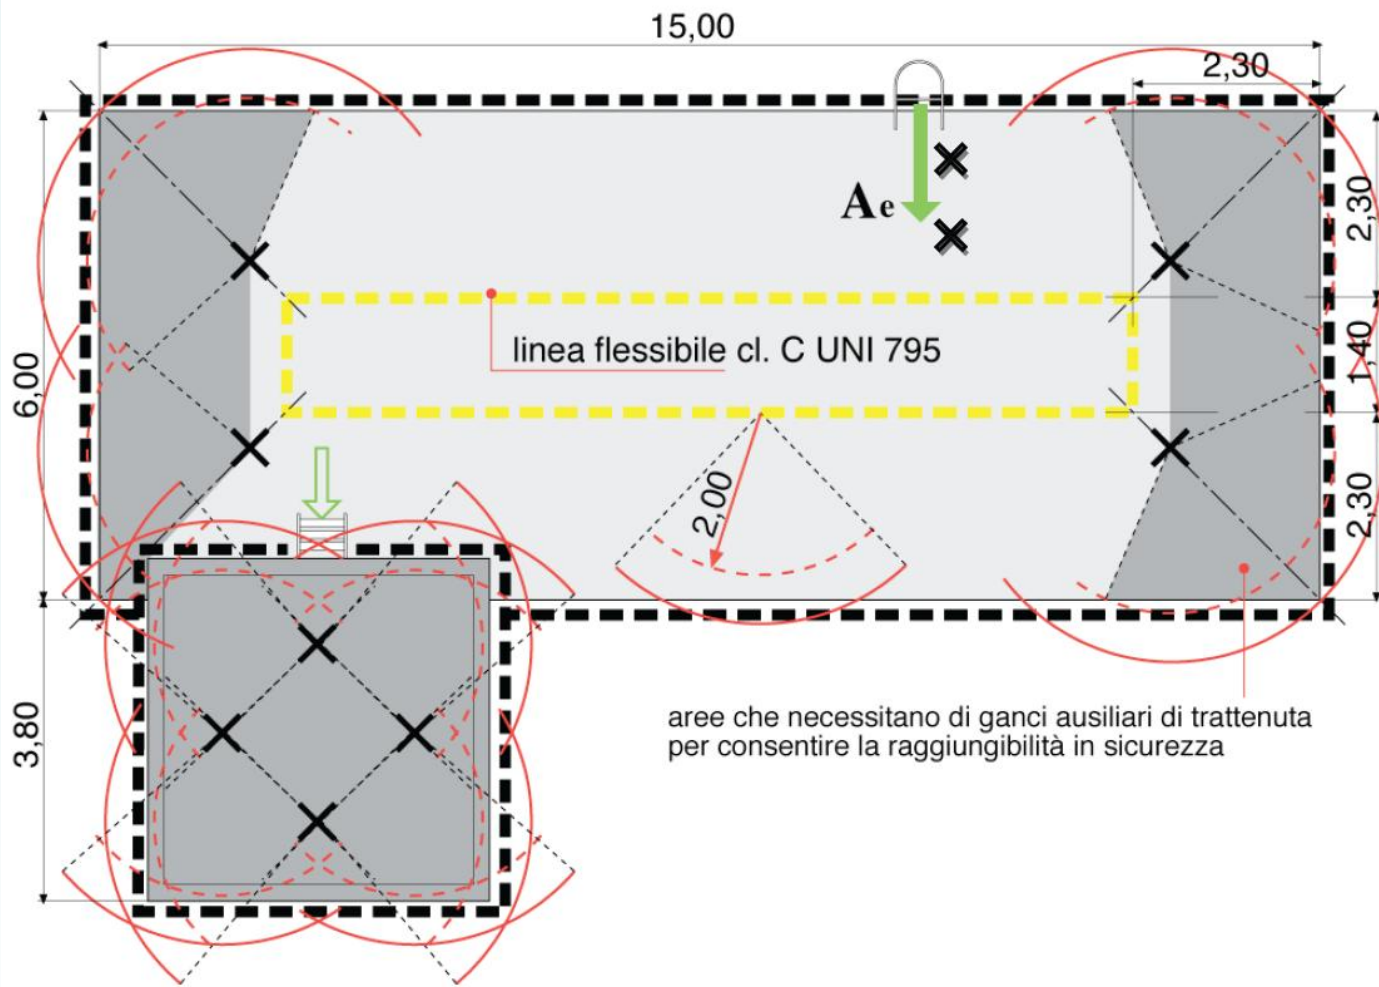 15,00
2,30
2,30
Ae
linea flessibile cl. C UNI 795
1,40
6,00
2,00
2,30
aree che necessitano di ganci ausiliari di trattenuta
per consentire la raggiungibilità in sicurezza
3,80